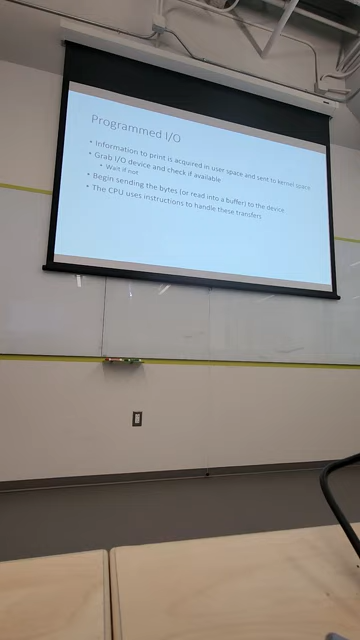 Programmed I/O
• Information to print is acquired in user space and sent to kernel space
• Grab I/O device and check if available
• Wait if not
• Begin sending the bytes (or read into a buffer) to the device
• The CPU uses instructions to handle these transfers